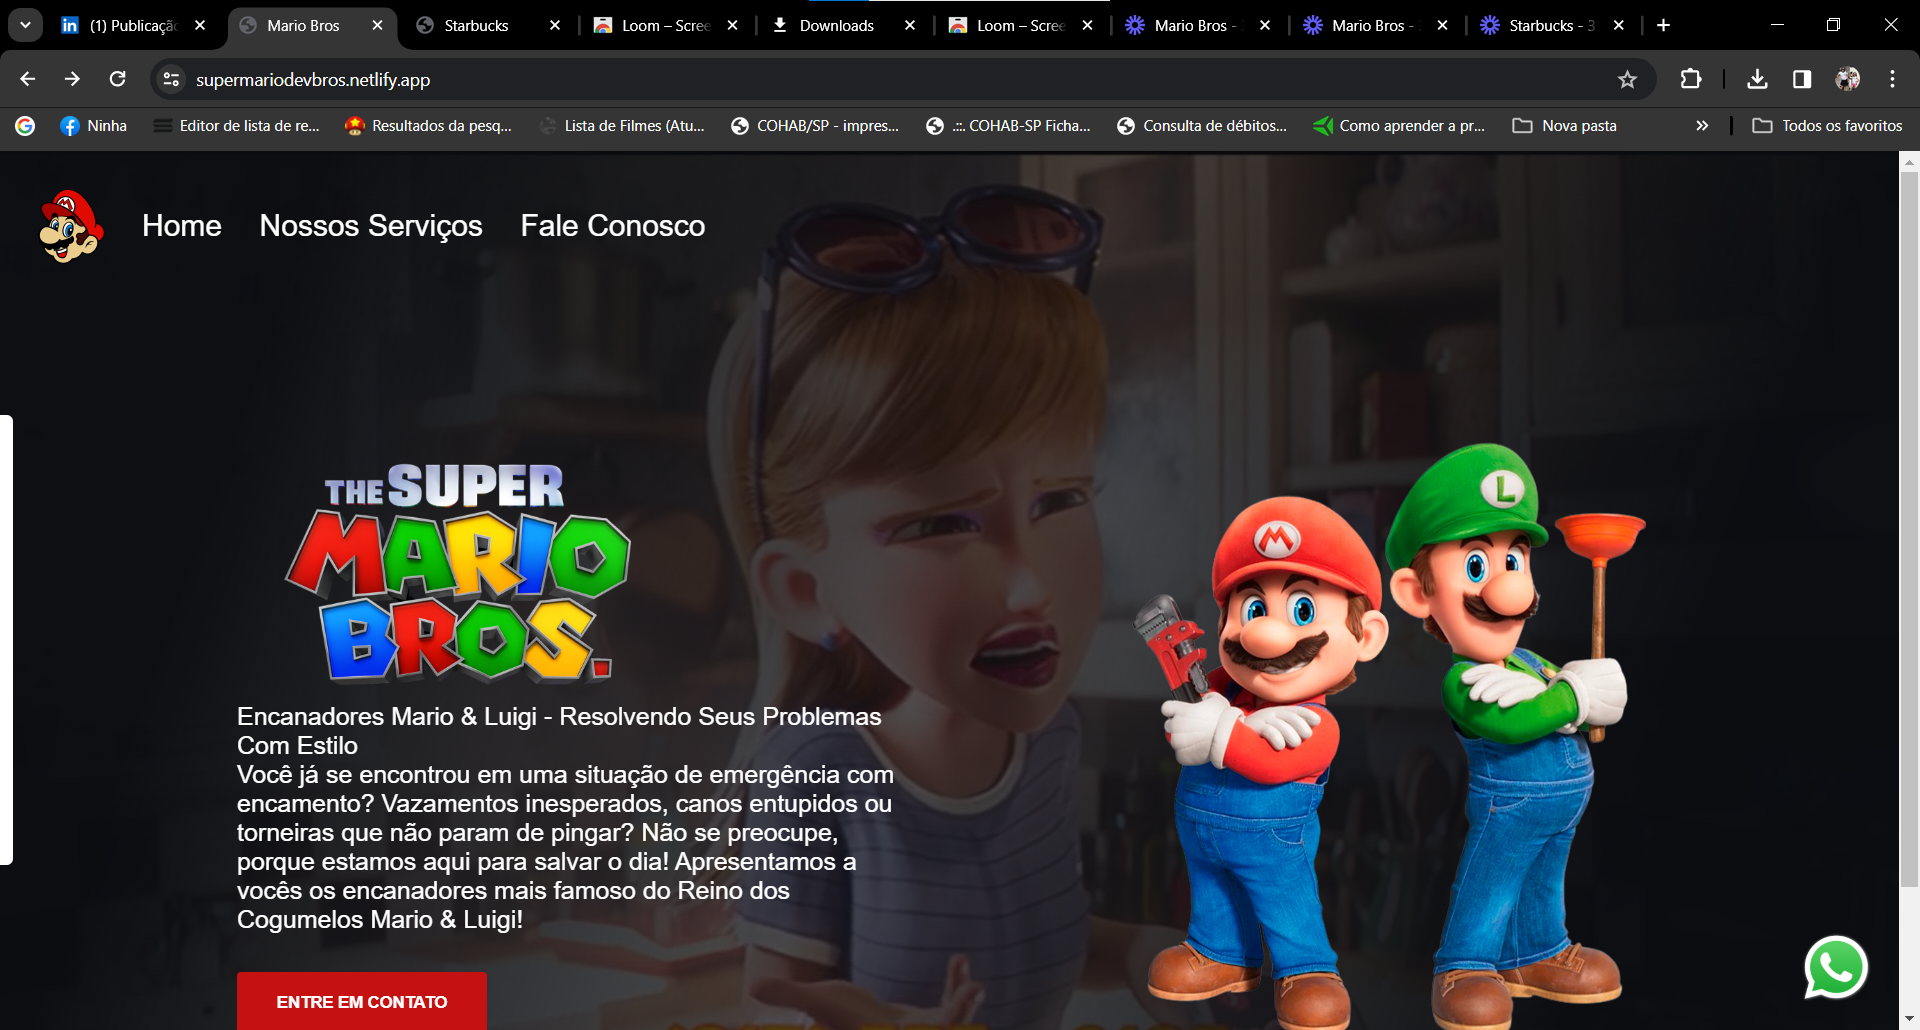 (1) Publicaçã
Mario Bros
Starbucks
Loom – Scree
Downloads
Loom – Scree
Mario Bros -
Mario Bros -
Starbucks - 3
supermariodevbros.netlify.app
Ninha
Editor de lista de re...
Resultados da pesq...
Lista de Filmes (Atu...
COHAB/SP - impres...
.::. COHAB-SP Ficha...
Consulta de débitos...
Como aprender a pr...
Nova pasta
Todos os favoritos
Home
Nossos Serviços
Fale Conosco
THE SUPER
MARIO
BROS.
M
L
Encanadores Mario & Luigi - Resolvendo Seus Problemas
Com Estilo
Você já se encontrou em uma situação de emergência com
encamento? Vazamentos inesperados, canos entupidos ou
torneiras que não param de pingar? Não se preocupe,
porque estamos aqui para salvar o dia! Apresentamos a
vocês os encanadores mais famoso do Reino dos
Cogumelos Mario & Luigi!
ENTRE EM CONTATO